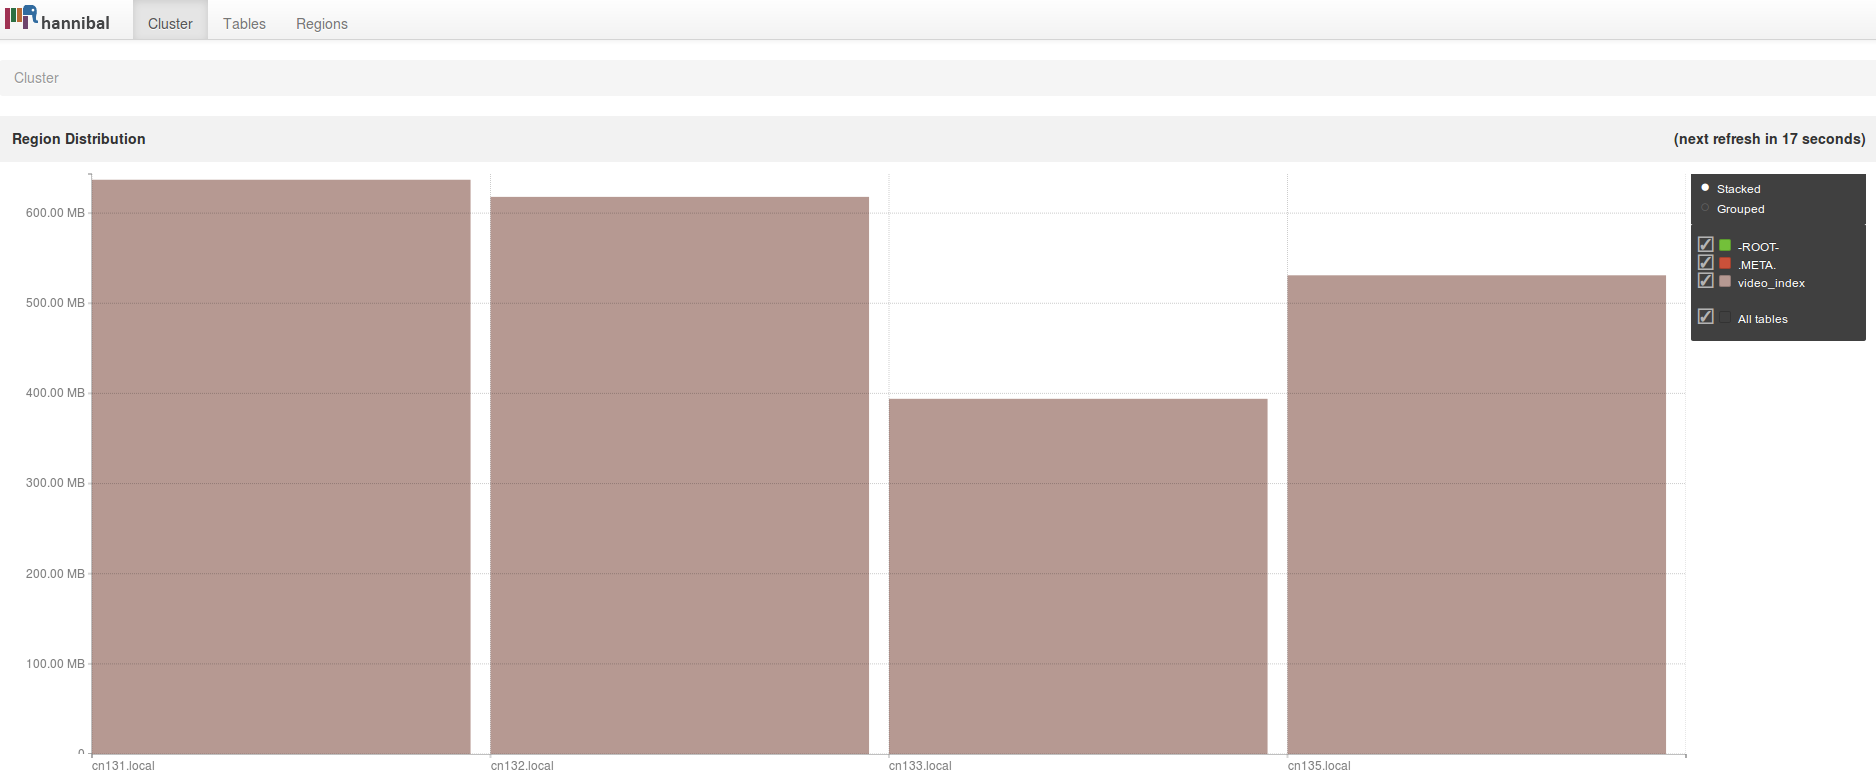 hannibal Cluster Tables Regions
Cluster
Region Distribution (next refresh in 17 seconds)
600.00 MB
500.00 MB
400.00 MB
300.00 MB
200.00 MB
100.00 MB
0
cn131.local cn132.local cn133.local cn135.local
Stacked
Grouped
-ROOT-
.META.
video_index
All tables